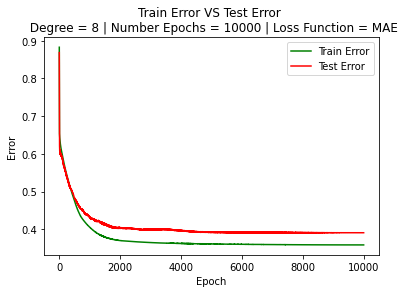 Train Error VS Test Error
Degree = 8 | Number Epochs = 10000 | Loss Function = MAE
Train Error
Test Error
0.9
0.8
0.7
0.6
0.5
0.4
Error
0 2000 4000 6000 8000 10000
Epoch